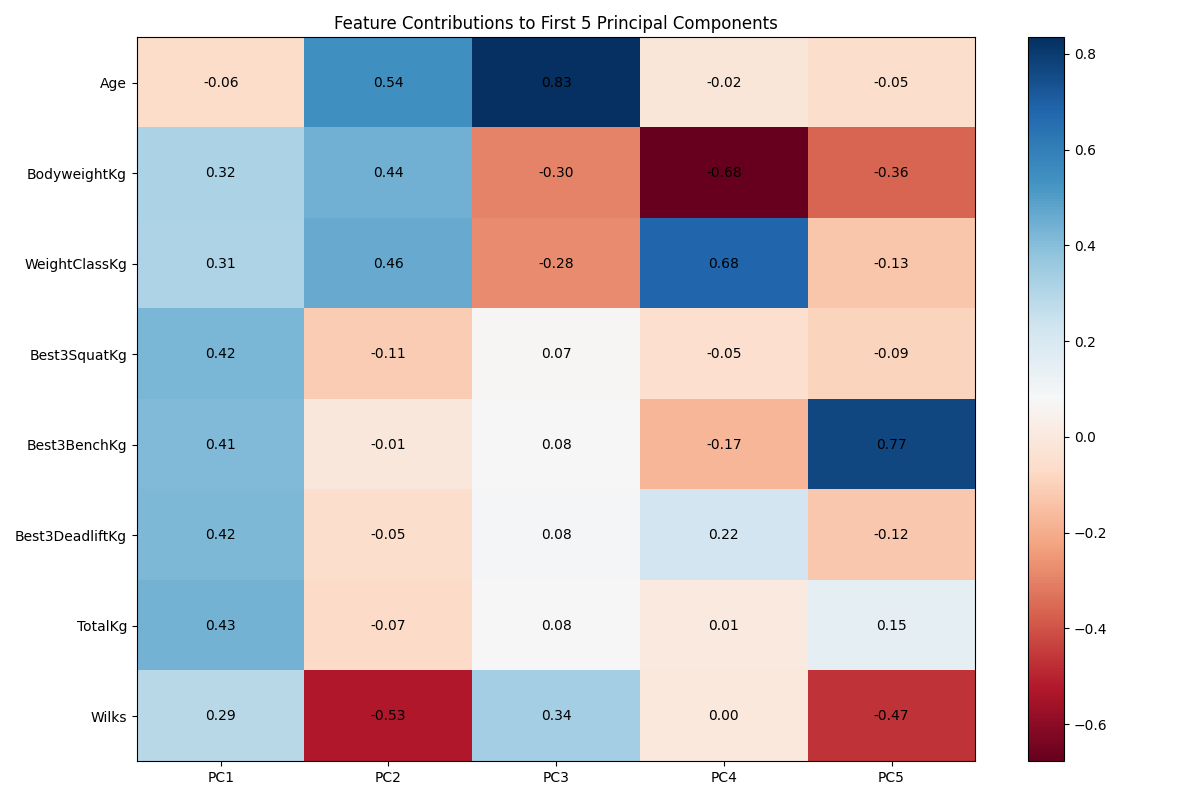 Feature Contributions to First 5 Principal Components
Age -0.06 0.54 0.83 -0.02 -0.05
BodyweightKg 0.32 0.44 -0.30 -0.68 -0.36
WeightClassKg 0.31 0.46 -0.28 0.68 -0.13
Best3SquatKg 0.42 -0.11 0.07 -0.05 -0.09
Best3BenchKg 0.41 -0.01 0.08 -0.17 0.77
Best3DeadliftKg 0.42 -0.05 0.08 0.22 -0.12
TotalKg 0.43 -0.07 0.08 0.01 0.15
Wilks 0.29 -0.53 0.34 0.00 -0.47
PC1 PC2 PC3 PC4 PC5
0.8
0.6
0.4
0.2
0.0
−0.2
−0.4
−0.6